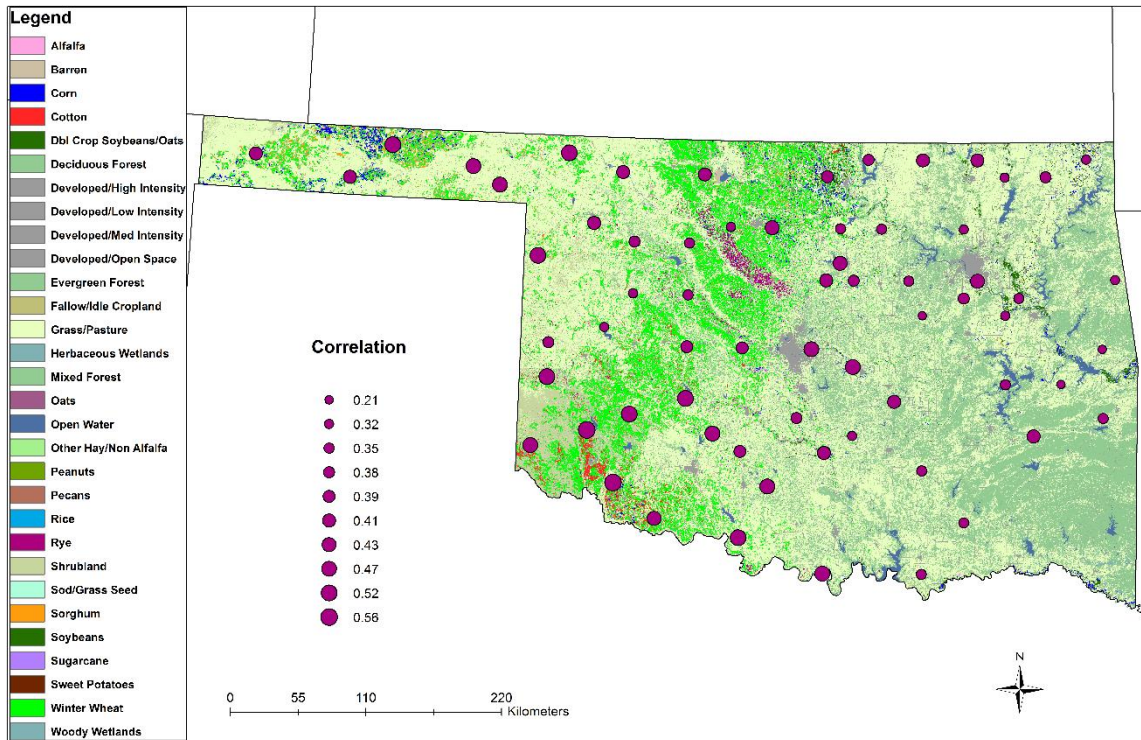 Legend
Alfalfa
Barren
Corn
Cotton
Dbl Crop Soybeans/Oats
Deciduous Forest
Developed/High Intensity
Developed/Low Intensity
Developed/Med Intensity
Developed/Open Space
Evergreen Forest
Fallow/Idle Cropland
Grass/Pasture
Herbaceous Wetlands
Mixed Forest
Oats
Open Water
Other Hay/Non Alfalfa
Peanuts
Pecans
Rice
Rye
Shrubland
Sod/Grass Seed
Sorghum
Soybeans
Sugarcane
Sweet Potatoes
Winter Wheat
Woody Wetlands
Correlation
0.21
0.32
0.35
0.38
0.39
0.41
0.43
0.47
0.52
0.56
0 55 110 220
Kilometers
N